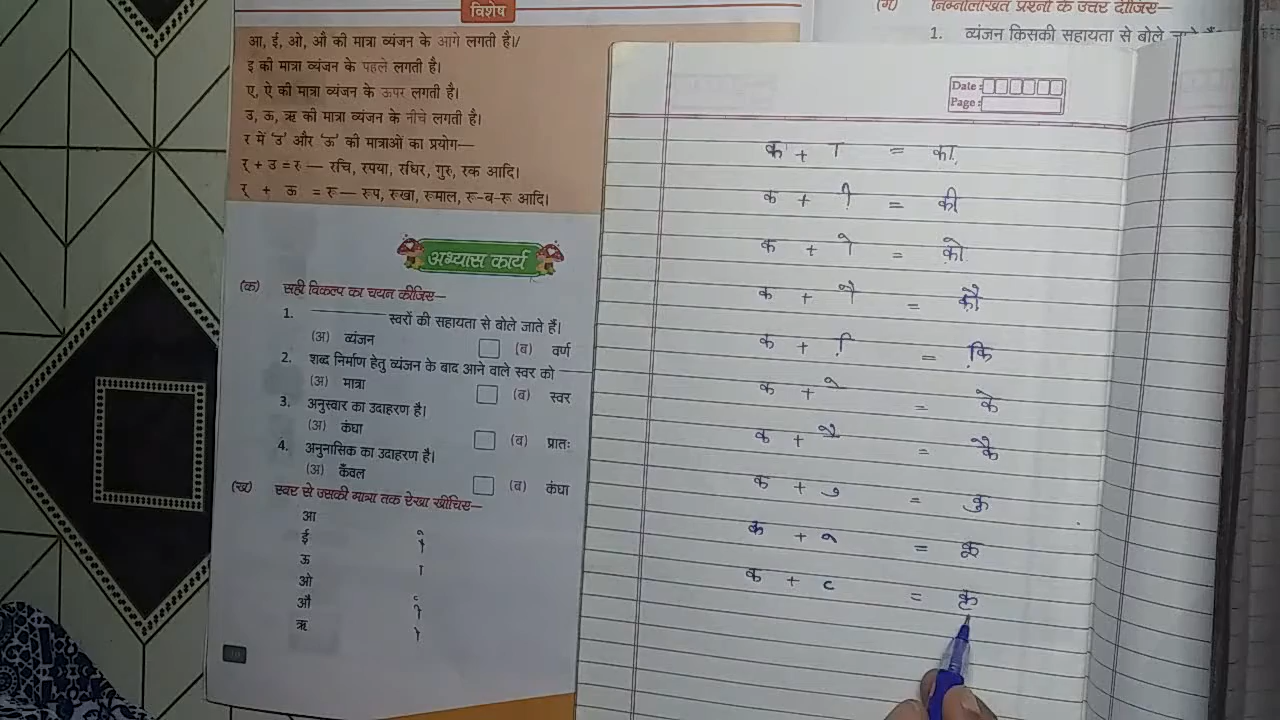 विशेष
आ, ई, ओ, औ की मात्रा व्यंजन के आगे लगती है।
इ की मात्रा व्यंजन के पहले लगती है।
ए, ऐ की मात्रा व्यंजन के ऊपर लगती है।
उ, ऊ, ऋ की मात्रा व्यंजन के नीचे लगती है।
र में 'उ' और 'ऊ' की मात्राओं का प्रयोग—
र् + उ = रु — रुचि, रुपया, रुधिर, गुरु, रुक आदि।
र् + ऊ = रू — रूप, रूखा, रूमाल, रू-ब-रू आदि।
अभ्यास कार्य
(क) सही विकल्प का चयन कीजिए—
1. ________ स्वरों की सहायता से बोले जाते हैं।
(अ) व्यंजन (ब) वर्ण
2. शब्द निर्माण हेतु व्यंजन के बाद आने वाले स्वर को
(अ) मात्रा (ब) स्वर
3. अनुस्वार का उदाहरण है।
(अ) कंघा (ब) प्रातः
4. अनुनासिक का उदाहरण है।
(अ) कँवल (ब) कंघा
(ख) स्वर से उसकी मात्रा तक रेखा खींचिए—
आ
ई
ऊ ा
ओ
औ
ऋ
(ग) निम्नलिखित प्रश्नों के उत्तर दीजिए—
1. व्यंजन किसकी सहायता से बोले जाते हैं
Date :
Page :
क + ा = का
क + ी = की
क + ो = को
क + ौ = कौ
क + ि = कि
क + े = के
क + ै = कै
क + ु = कु
क + ू = कू
क + ृ = कृ